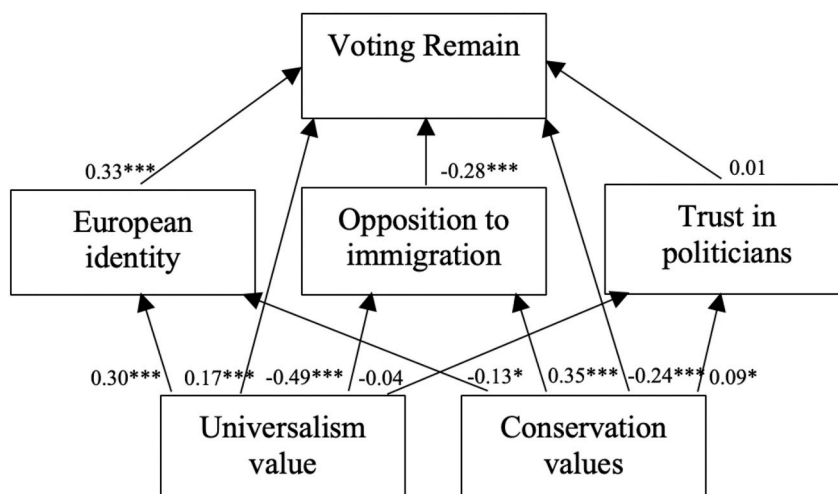 Voting Remain
0.33***
-0.28***
0.01
European
identity
Opposition to
immigration
Trust in
politicians
0.30***
0.17***
-0.49***
-0.04
-0.13*
0.35***
-0.24***
0.09*
Universalism
value
Conservation
values